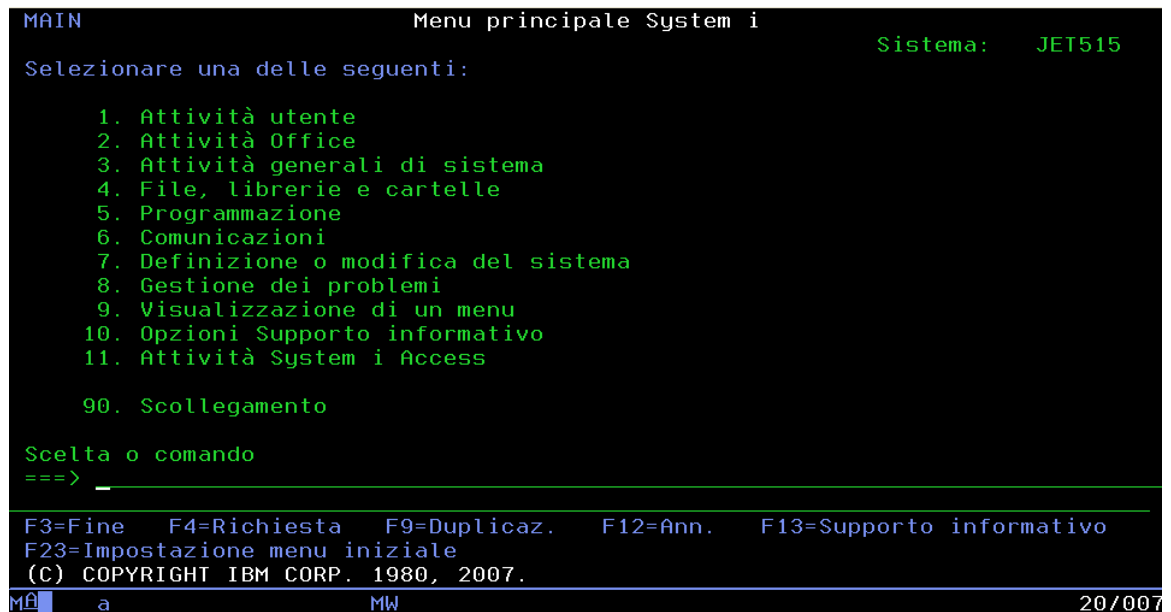 MAIN Menu principale System i
Sistema: JET515
Selezionare una delle seguenti:
1. Attività utente
2. Attività Office
3. Attività generali di sistema
4. File, librerie e cartelle
5. Programmazione
6. Comunicazioni
7. Definizione o modifica del sistema
8. Gestione dei problemi
9. Visualizzazione di un menu
10. Opzioni Supporto informativo
11. Attività System i Access
90. Scollegamento
Scelta o comando
===> _
F3=Fine F4=Richiesta F9=Duplicaz. F12=Ann. F13=Supporto informativo
F23=Impostazione menu iniziale
(C) COPYRIGHT IBM CORP. 1980, 2007.
MA a MW 20/007